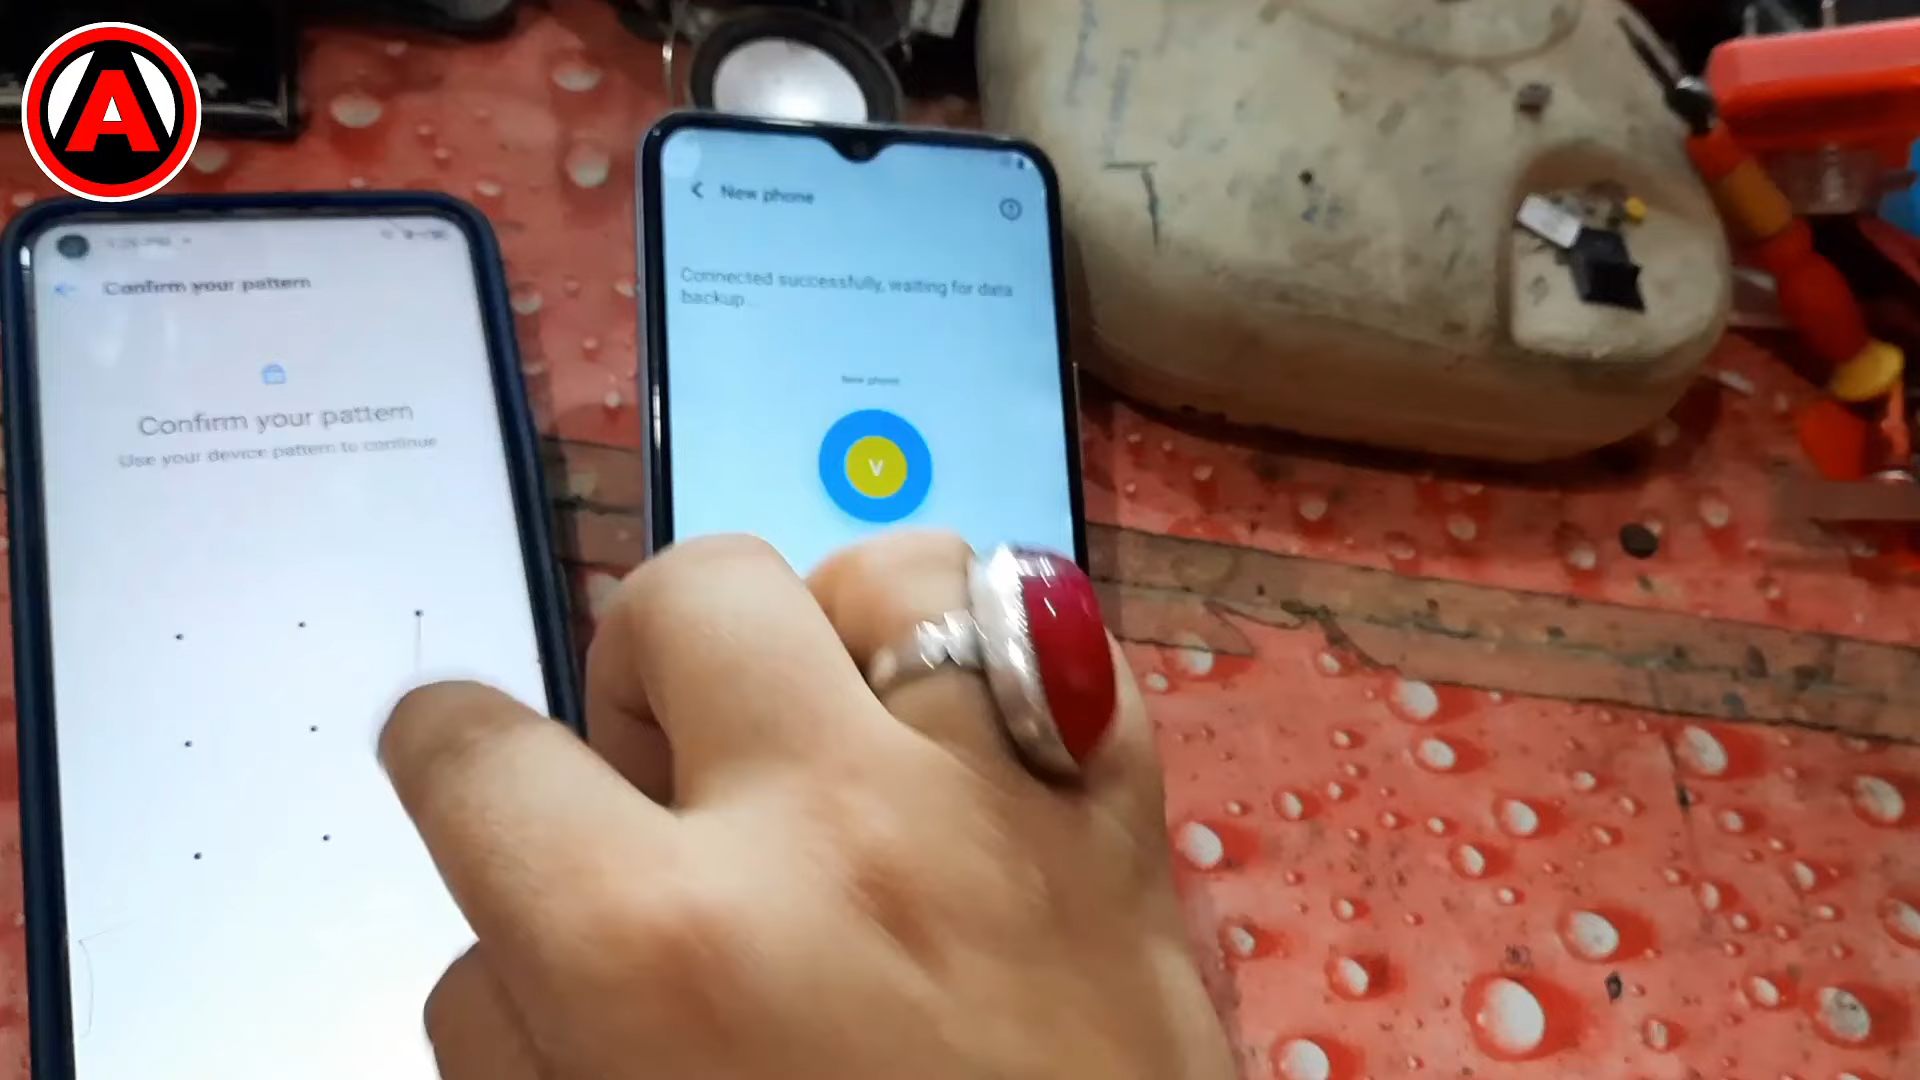 A
Confirm your pattern
Confirm your pattern
Use your device pattern to continue
New phone
Connected successfully, waiting for data
backup
New phone
V